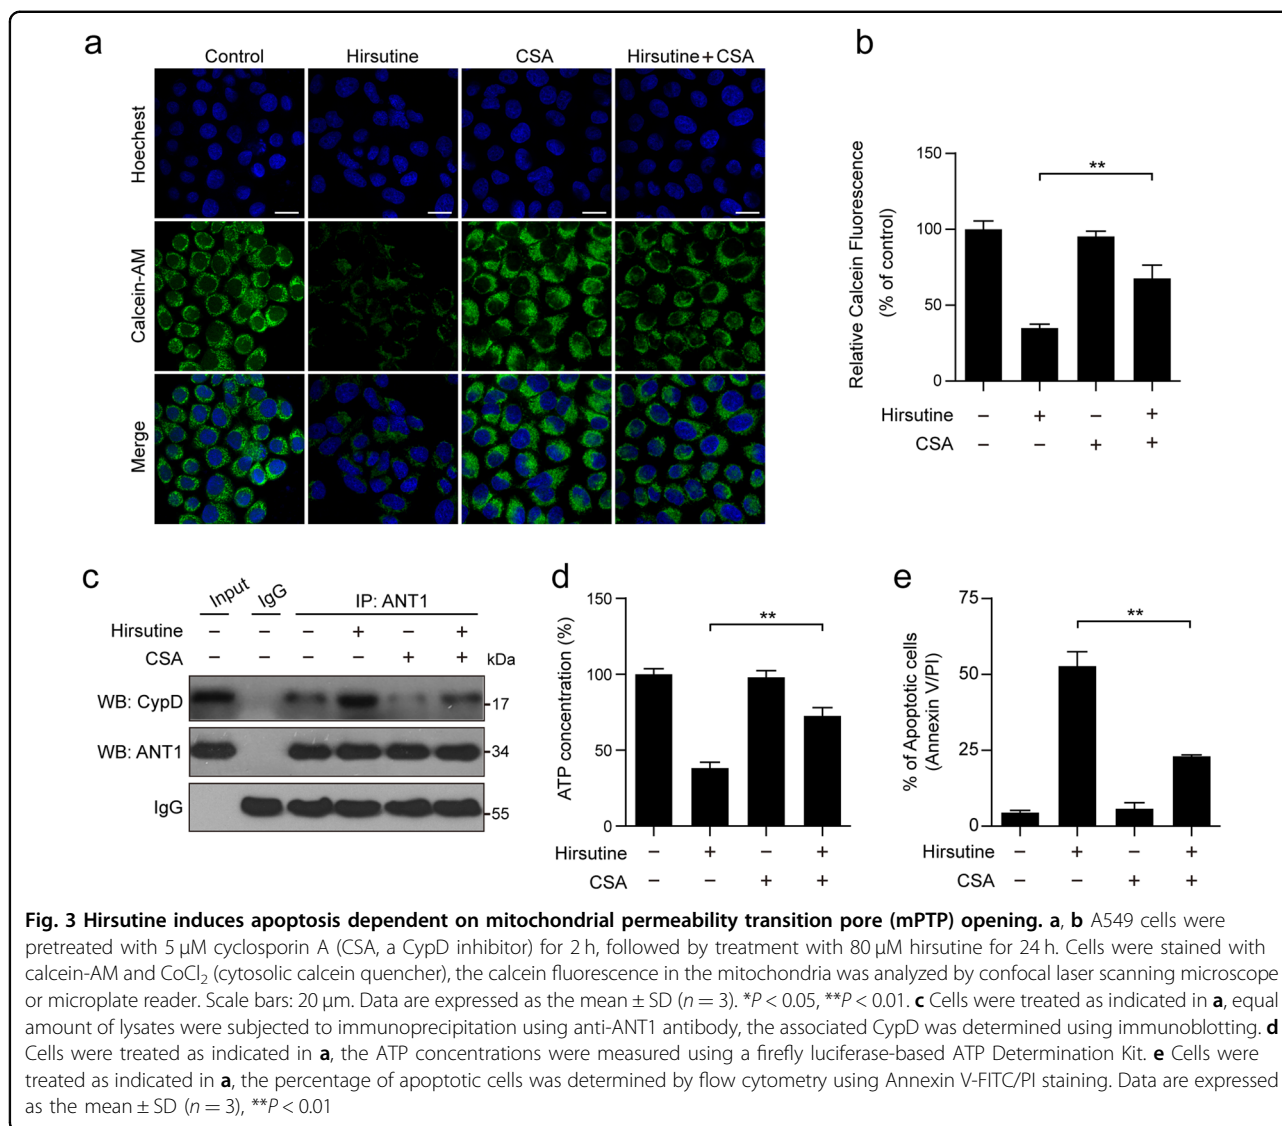 a
Control Hirsutine CSA Hirsutine + CSA
Hoechest
Calcein-AM
Merge
b
Relative Calcein Fluorescence
(% of control)
150
100
50
0
Hirsutine − + − +
CSA − − + +
c
Input IgG IP: ANT1
Hirsutine − − − + − +
CSA − − − − + + kDa
WB: CypD -17
WB: ANT1 -34
IgG -55
d
ATP concentration (%)
150
100
50
0
**
Hirsutine − + − +
CSA − − + +
e
% of Apoptotic cells
(Annexin V/PI)
75
50
25
0
**
Hirsutine − + − +
CSA − − + +
**
Fig. 3 Hirsutine induces apoptosis dependent on mitochondrial permeability transition pore (mPTP) opening. a, b A549 cells were
pretreated with 5 μM cyclosporin A (CSA, a CypD inhibitor) for 2 h, followed by treatment with 80 μM hirsutine for 24 h. Cells were stained with
calcein-AM and CoCl₂ (cytosolic calcein quencher), the calcein fluorescence in the mitochondria was analyzed by confocal laser scanning microscope
or microplate reader. Scale bars: 20 μm. Data are expressed as the mean ± SD (n = 3). *P < 0.05, **P < 0.01. c Cells were treated as indicated in a, equal
amount of lysates were subjected to immunoprecipitation using anti-ANT1 antibody, the associated CypD was determined using immunoblotting. d
Cells were treated as indicated in a, the ATP concentrations were measured using a firefly luciferase-based ATP Determination Kit. e Cells were
treated as indicated in a, the percentage of apoptotic cells was determined by flow cytometry using Annexin V-FITC/PI staining. Data are expressed
as the mean ± SD (n = 3), **P < 0.01